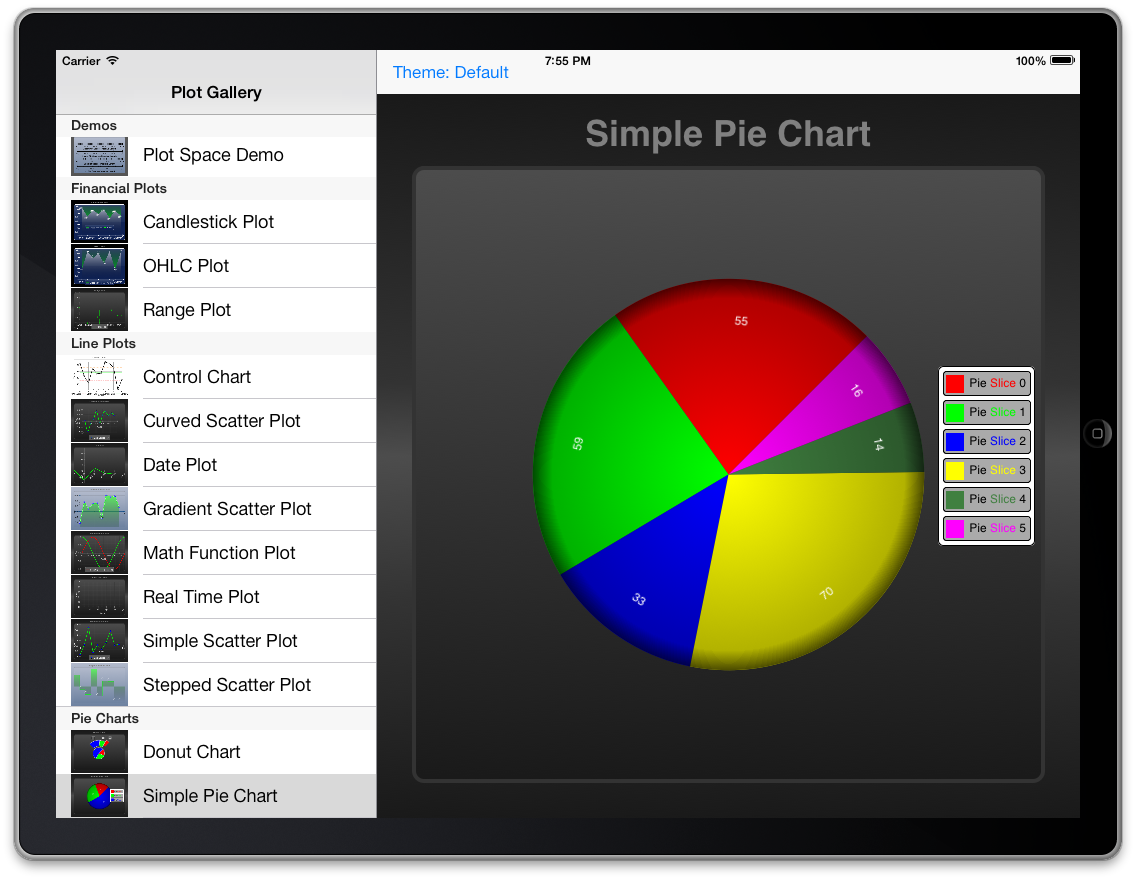 Carrier
7:55 PM
100%
Plot Gallery
Theme: Default
Demos
Plot Space Demo
Financial Plots
Candlestick Plot
OHLC Plot
Range Plot
Line Plots
Control Chart
Curved Scatter Plot
Date Plot
Gradient Scatter Plot
Math Function Plot
Real Time Plot
Simple Scatter Plot
Stepped Scatter Plot
Pie Charts
Donut Chart
Simple Pie Chart
Simple Pie Chart
55
16
14
59
33
70
Pie Slice 0
Pie Slice 1
Pie Slice 2
Pie Slice 3
Pie Slice 4
Pie Slice 5